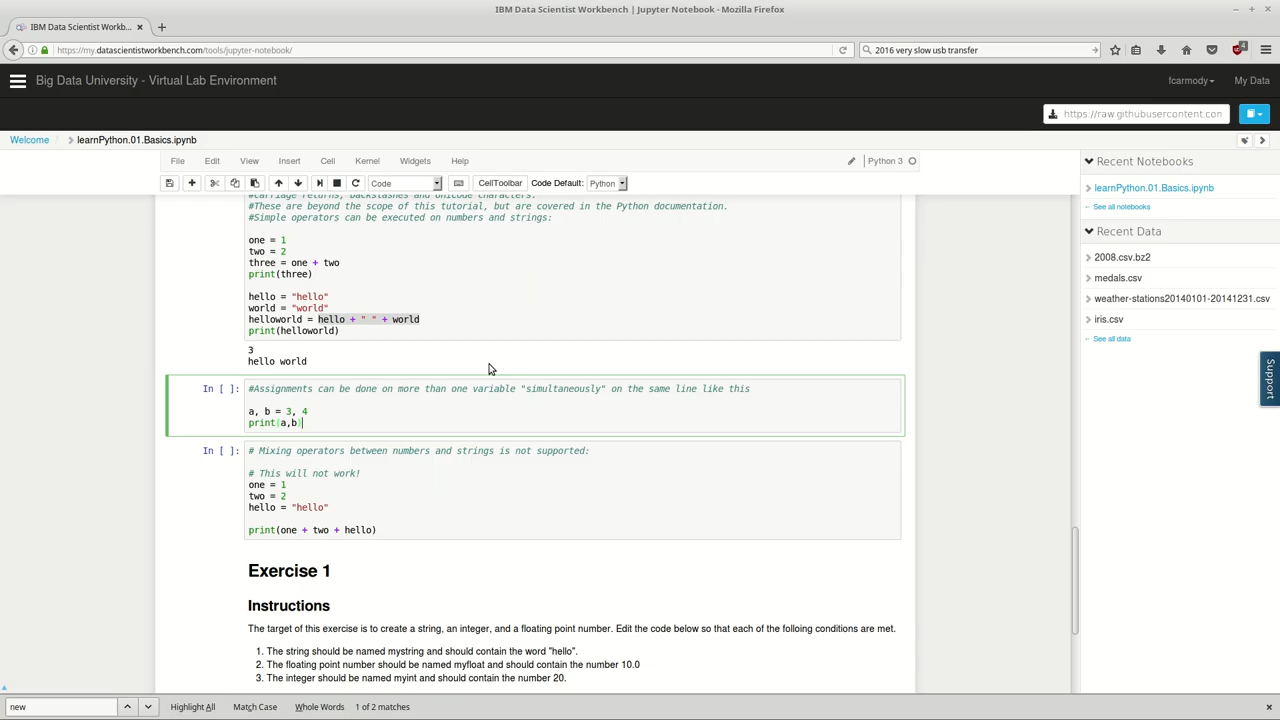 IBM Data Scientist Workbench | Jupyter Notebook - Mozilla Firefox
IBM Data Scientist Workb...
https://my.datascientistworkbench.com/tools/jupyter-notebook/
2016 very slow usb transfer
4
Big Data University - Virtual Lab Environment
fcarmody
My Data
https://raw.githubusercontent.con
Welcome
learnPython.01.Basics.ipynb
File Edit View Insert Cell Kernel Widgets Help
Python 3
Code
CellToolbar
Code Default:
Python
#carriage returns, backslashes and Unicode characters.
#These are beyond the scope of this tutorial, but are covered in the Python documentation.
#Simple operators can be executed on numbers and strings:
one = 1
two = 2
three = one + two
print(three)
hello = "hello"
world = "world"
helloworld = hello + " " + world
print(helloworld)
3
hello world
In [ ]:
#Assignments can be done on more than one variable "simultaneously" on the same line like this
a, b = 3, 4
print(a,b)
In [ ]:
# Mixing operators between numbers and strings is not supported:
# This will not work!
one = 1
two = 2
hello = "hello"
print(one + two + hello)
Exercise 1
Instructions
The target of this exercise is to create a string, an integer, and a floating point number. Edit the code below so that each of the folloing conditions are met.
1. The string should be named mystring and should contain the word "hello".
2. The floating point number should be named myfloat and should contain the number 10.0
3. The integer should be named myint and should contain the number 20.
Recent Notebooks
learnPython.01.Basics.ipynb
← See all notebooks
Recent Data
2008.csv.bz2
medals.csv
weather-stations20140101-20141231.csv
iris.csv
← See all data
Support
new
Highlight All
Match Case
Whole Words
1 of 2 matches